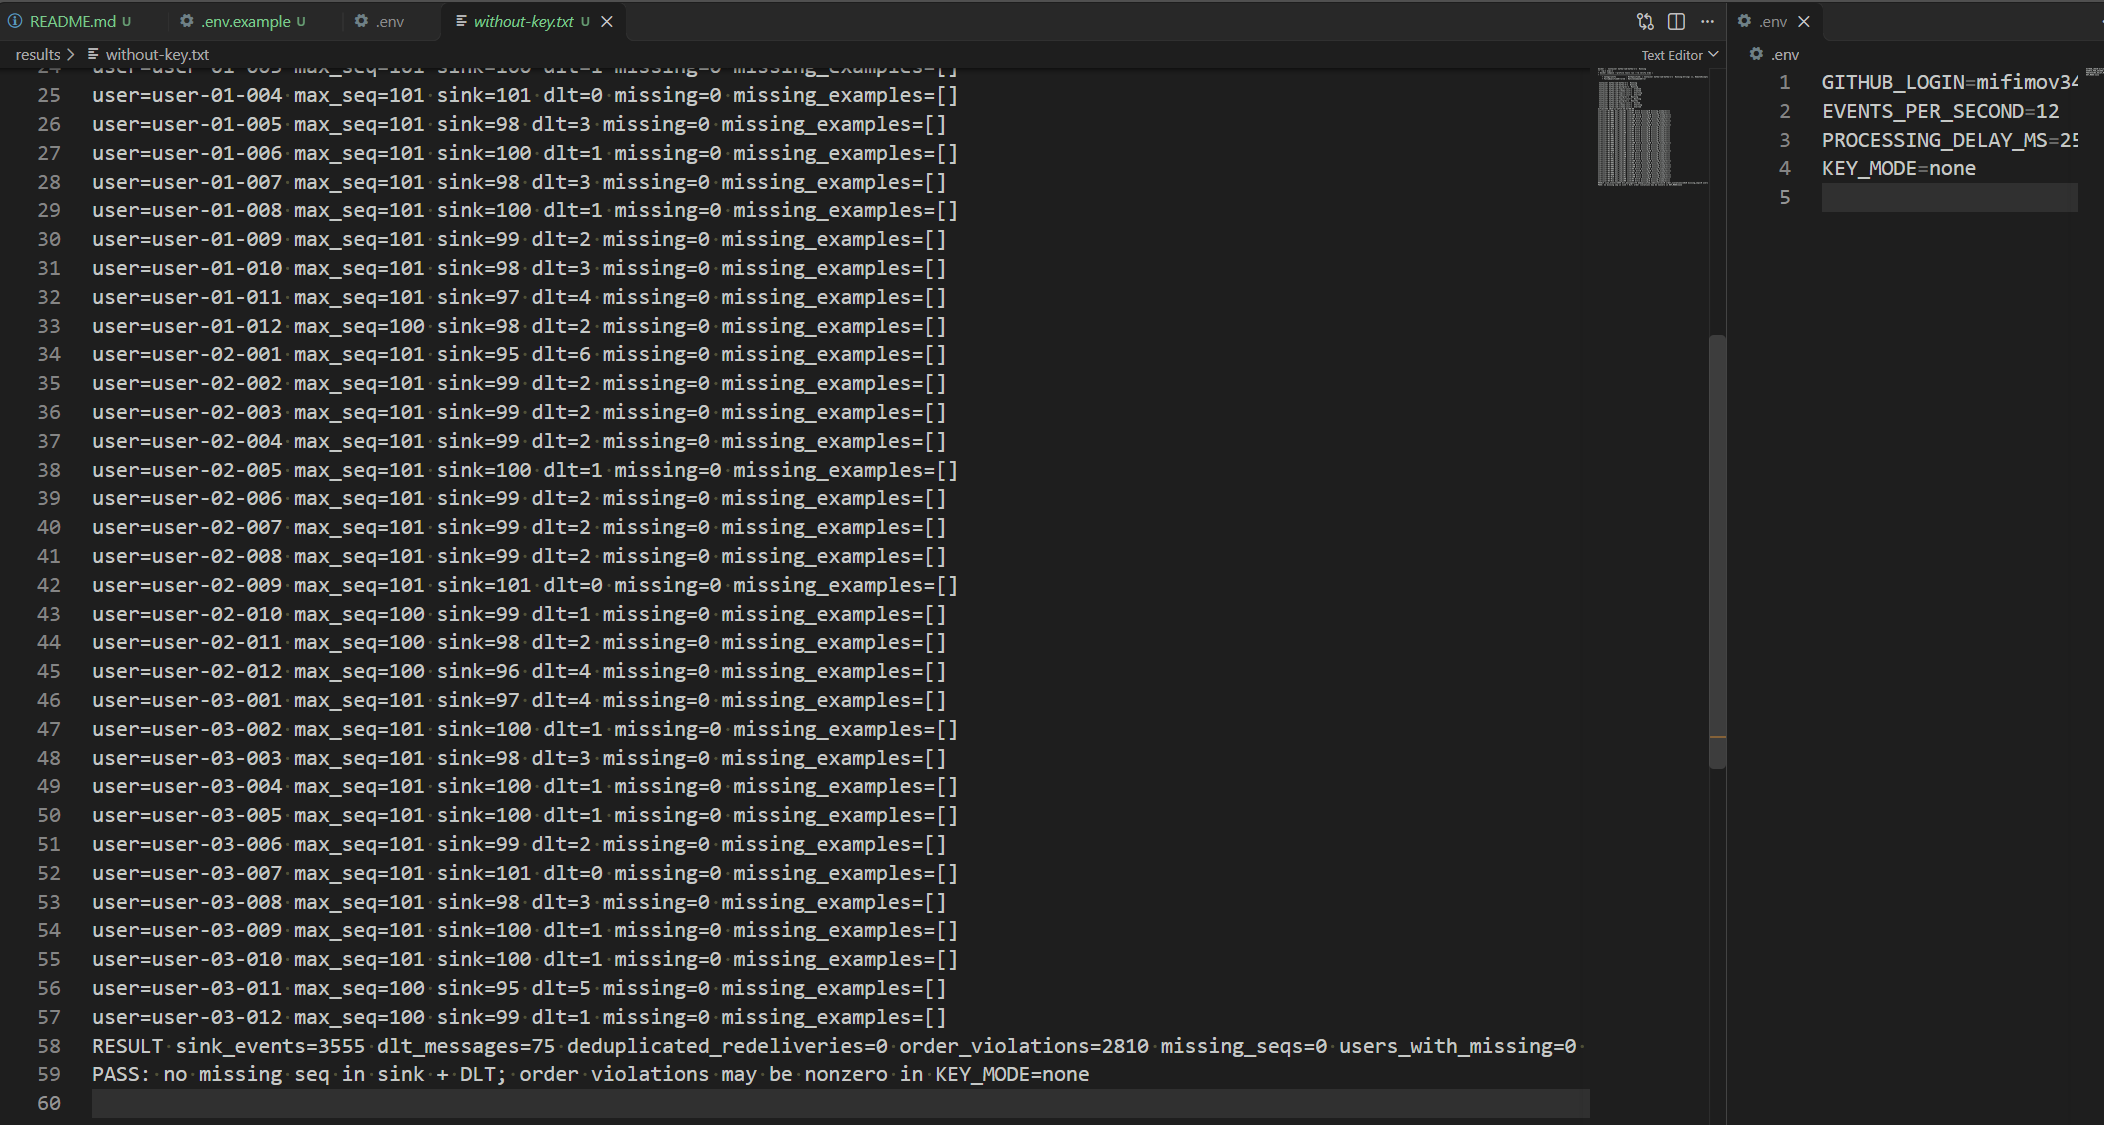 README.md U .env.example U .env without-key.txt U .env
results > without-key.txt Text Editor .env
25 user=user-01-004 max_seq=101 sink=101 dlt=0 missing=0 missing_examples=[]
26 user=user-01-005 max_seq=101 sink=98 dlt=3 missing=0 missing_examples=[]
27 user=user-01-006 max_seq=101 sink=100 dlt=1 missing=0 missing_examples=[]
28 user=user-01-007 max_seq=101 sink=98 dlt=3 missing=0 missing_examples=[]
29 user=user-01-008 max_seq=101 sink=100 dlt=1 missing=0 missing_examples=[]
30 user=user-01-009 max_seq=101 sink=99 dlt=2 missing=0 missing_examples=[]
31 user=user-01-010 max_seq=101 sink=98 dlt=3 missing=0 missing_examples=[]
32 user=user-01-011 max_seq=101 sink=97 dlt=4 missing=0 missing_examples=[]
33 user=user-01-012 max_seq=100 sink=98 dlt=2 missing=0 missing_examples=[]
34 user=user-02-001 max_seq=101 sink=95 dlt=6 missing=0 missing_examples=[]
35 user=user-02-002 max_seq=101 sink=99 dlt=2 missing=0 missing_examples=[]
36 user=user-02-003 max_seq=101 sink=99 dlt=2 missing=0 missing_examples=[]
37 user=user-02-004 max_seq=101 sink=99 dlt=2 missing=0 missing_examples=[]
38 user=user-02-005 max_seq=101 sink=100 dlt=1 missing=0 missing_examples=[]
39 user=user-02-006 max_seq=101 sink=99 dlt=2 missing=0 missing_examples=[]
40 user=user-02-007 max_seq=101 sink=99 dlt=2 missing=0 missing_examples=[]
41 user=user-02-008 max_seq=101 sink=99 dlt=2 missing=0 missing_examples=[]
42 user=user-02-009 max_seq=101 sink=101 dlt=0 missing=0 missing_examples=[]
43 user=user-02-010 max_seq=100 sink=99 dlt=1 missing=0 missing_examples=[]
44 user=user-02-011 max_seq=100 sink=98 dlt=2 missing=0 missing_examples=[]
45 user=user-02-012 max_seq=100 sink=96 dlt=4 missing=0 missing_examples=[]
46 user=user-03-001 max_seq=101 sink=97 dlt=4 missing=0 missing_examples=[]
47 user=user-03-002 max_seq=101 sink=100 dlt=1 missing=0 missing_examples=[]
48 user=user-03-003 max_seq=101 sink=98 dlt=3 missing=0 missing_examples=[]
49 user=user-03-004 max_seq=101 sink=100 dlt=1 missing=0 missing_examples=[]
50 user=user-03-005 max_seq=101 sink=100 dlt=1 missing=0 missing_examples=[]
51 user=user-03-006 max_seq=101 sink=99 dlt=2 missing=0 missing_examples=[]
52 user=user-03-007 max_seq=101 sink=101 dlt=0 missing=0 missing_examples=[]
53 user=user-03-008 max_seq=101 sink=98 dlt=3 missing=0 missing_examples=[]
54 user=user-03-009 max_seq=101 sink=100 dlt=1 missing=0 missing_examples=[]
55 user=user-03-010 max_seq=101 sink=100 dlt=1 missing=0 missing_examples=[]
56 user=user-03-011 max_seq=100 sink=95 dlt=5 missing=0 missing_examples=[]
57 user=user-03-012 max_seq=100 sink=99 dlt=1 missing=0 missing_examples=[]
58 RESULT sink_events=3555 dlt_messages=75 deduplicated_redeliveries=0 order_violations=2810 missing_seqs=0 users_with_missing=0
59 PASS: no missing seq in sink + DLT; order violations may be nonzero in KEY_MODE=none
60
1 GITHUB_LOGIN=mifimov34
2 EVENTS_PER_SECOND=12
3 PROCESSING_DELAY_MS=25
4 KEY_MODE=none
5